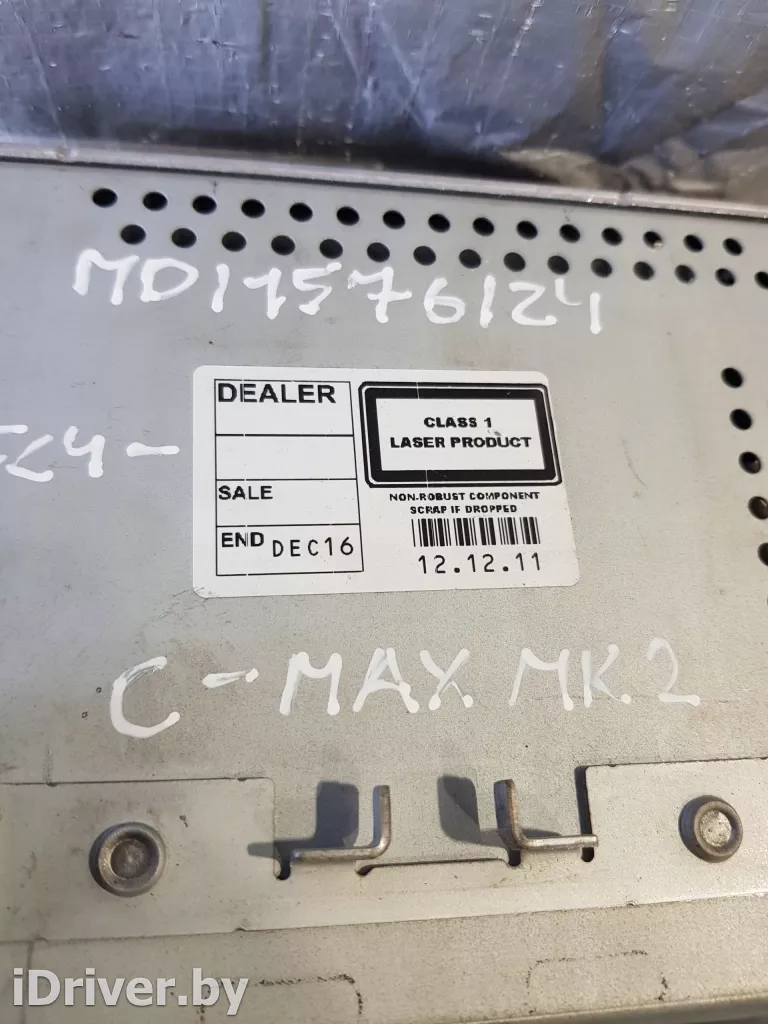 MD17576124
DEALER
CLASS 1
LASER PRODUCT
SALE
NON-ROBUST COMPONENT
SCRAP IF DROPPED
END DEC16
12.12.11
C-MAX MK.2
iDriver.by